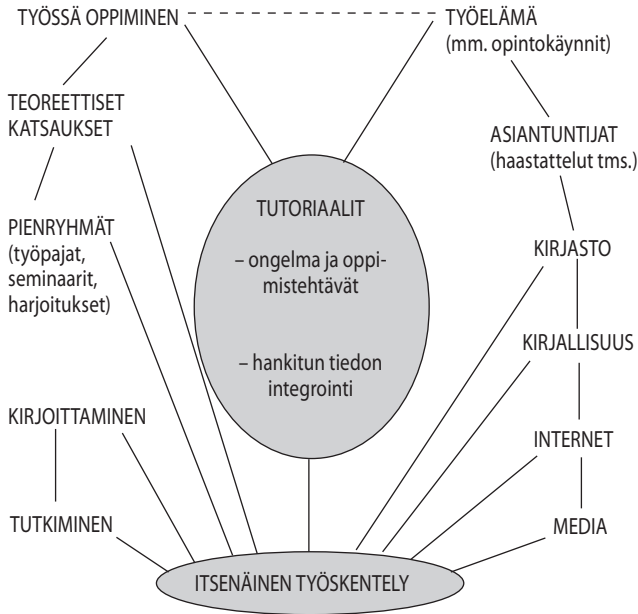 TYÖSSÄ OPPIMINEN
TYÖELÄMÄ
(mm. opintokäynnit)
TEOREETTISET
KATSAUKSET
ASIANTUNTIJAT
(haastattelut tms.)
PIENRYHMÄT
(työpajat,
seminaarit,
harjoitukset)
TUTORIAALIT
– ongelma ja oppi-
mistehtävät
– hankitun tiedon
integrointi
KIRJASTO
KIRJALLISUUS
KIRJOITTAMINEN
INTERNET
TUTKIMINEN
MEDIA
ITSENÄINEN TYÖSKENTELY